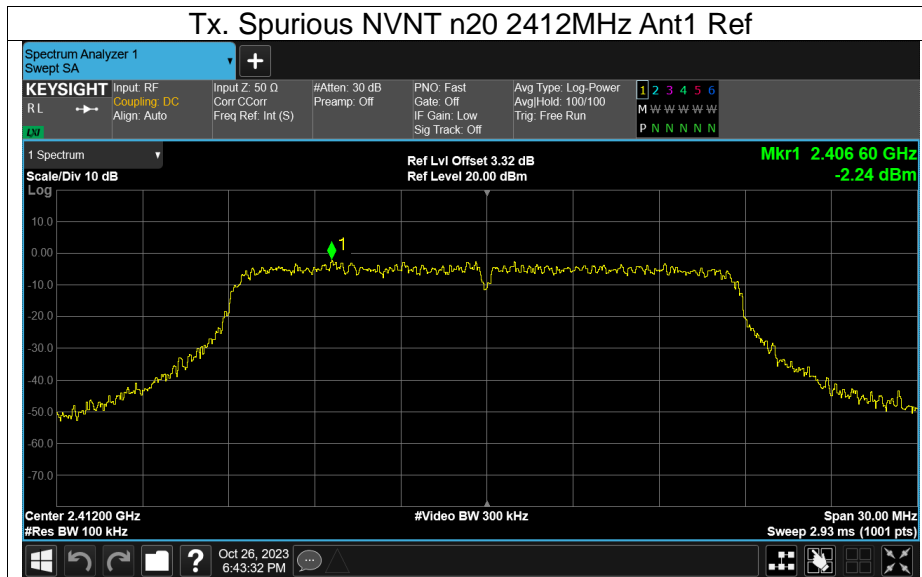 Tx. Spurious NVNT n20 2412MHz Ant1 Ref
Spectrum Analyzer 1
Swept SA
+
KEYSIGHT
R L
LXI
Input: RF
Coupling: DC
Align: Auto
Input Z: 50 Ω
Corr CCorr
Freq Ref: Int (S)
#Atten: 30 dB
Preamp: Off
PNO: Fast
Gate: Off
IF Gain: Low
Sig Track: Off
Avg Type: Log-Power
Avg|Hold: 100/100
Trig: Free Run
1 2 3 4 5 6
M W W W W W
P N N N N N
1 Spectrum
Scale/Div 10 dB
Log
Ref Lvl Offset 3.32 dB
Ref Level 20.00 dBm
Mkr1 2.406 60 GHz
-2.24 dBm
1
10.0
0.00
-10.0
-20.0
-30.0
-40.0
-50.0
-60.0
-70.0
Center 2.41200 GHz
#Res BW 100 kHz
#Video BW 300 kHz
Span 30.00 MHz
Sweep 2.93 ms (1001 pts)
?
Oct 26, 2023
6:43:32 PM